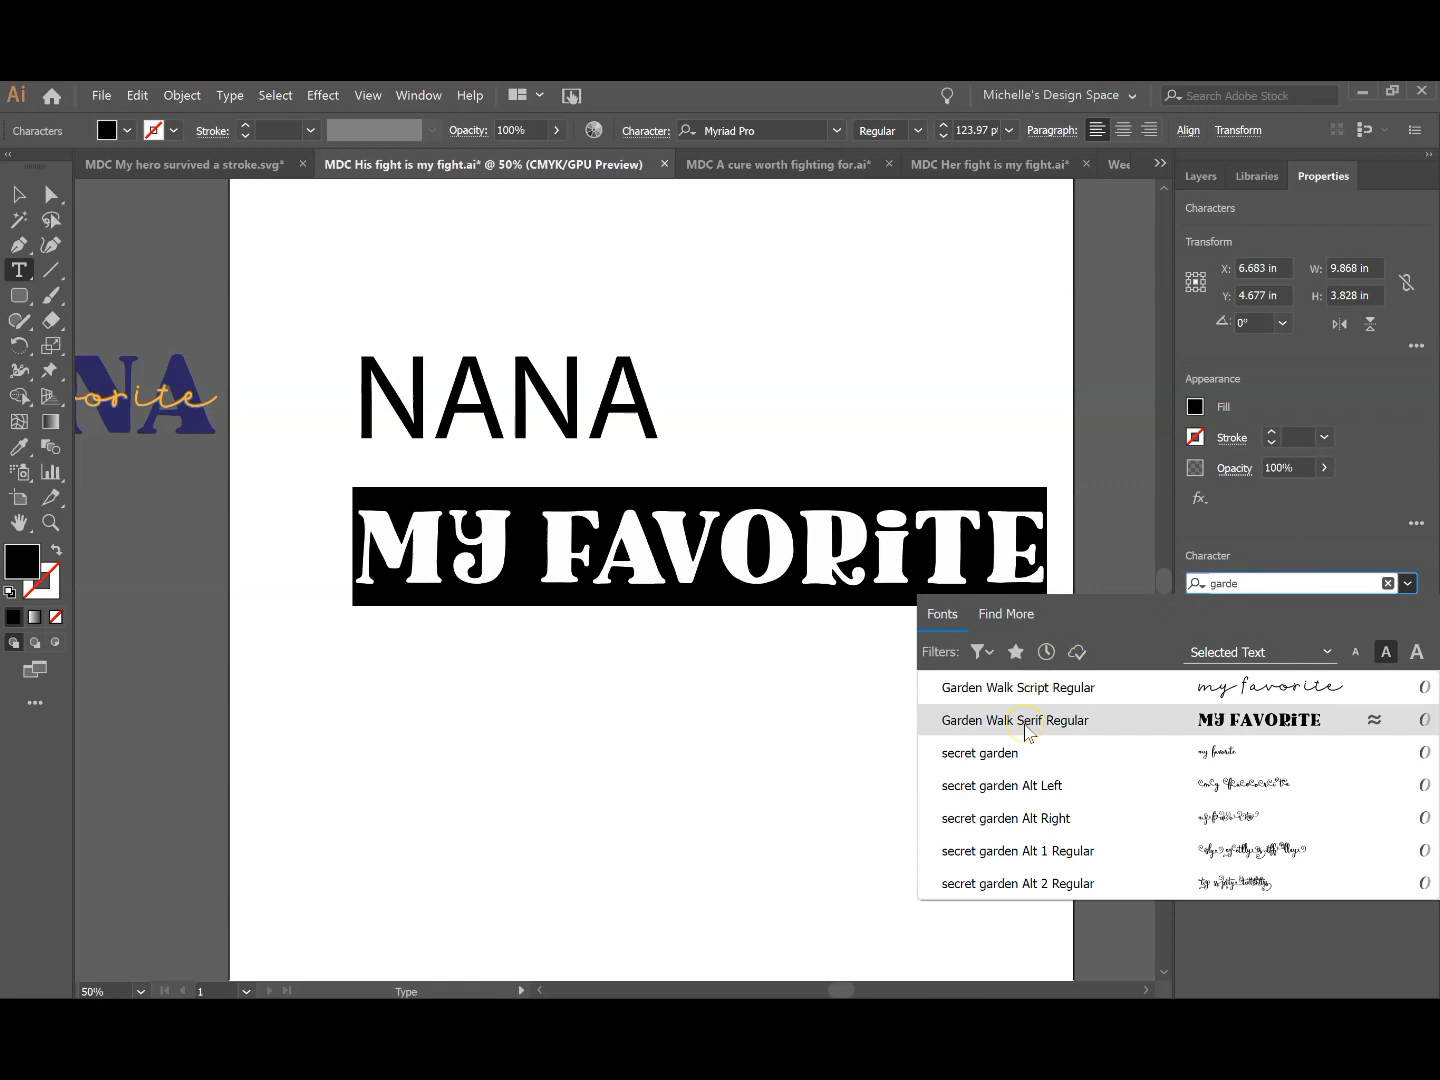 Ai File Edit Object Type Select Effect View Window Help Michelle's Design Space Search Adobe Stock
Characters Stroke: Opacity: 100% Character: Myriad Pro Regular 123.97 pt Paragraph: Align Transform
MDC My hero survived a stroke.svg* × MDC His fight is my fight.ai* @ 50% (CMYK/GPU Preview) × MDC A cure worth fighting for.ai* × MDC Her fight is my fight.ai* × Wee
Layers Libraries Properties
Characters
Transform
X: 6.683 in W: 9.868 in
Y: 4.677 in H: 3.828 in
0°
Appearance
Fill
Stroke
Opacity 100%
fx.
Character
garde
NA
orite
NANA
MY FAVORiTE
Fonts Find More
Filters: Selected Text A A A
Garden Walk Script Regular my favorite
Garden Walk Serif Regular MY FAVORiTE
secret garden my favorite
secret garden Alt Left
secret garden Alt Right
secret garden Alt 1 Regular
secret garden Alt 2 Regular
50% 1 Type